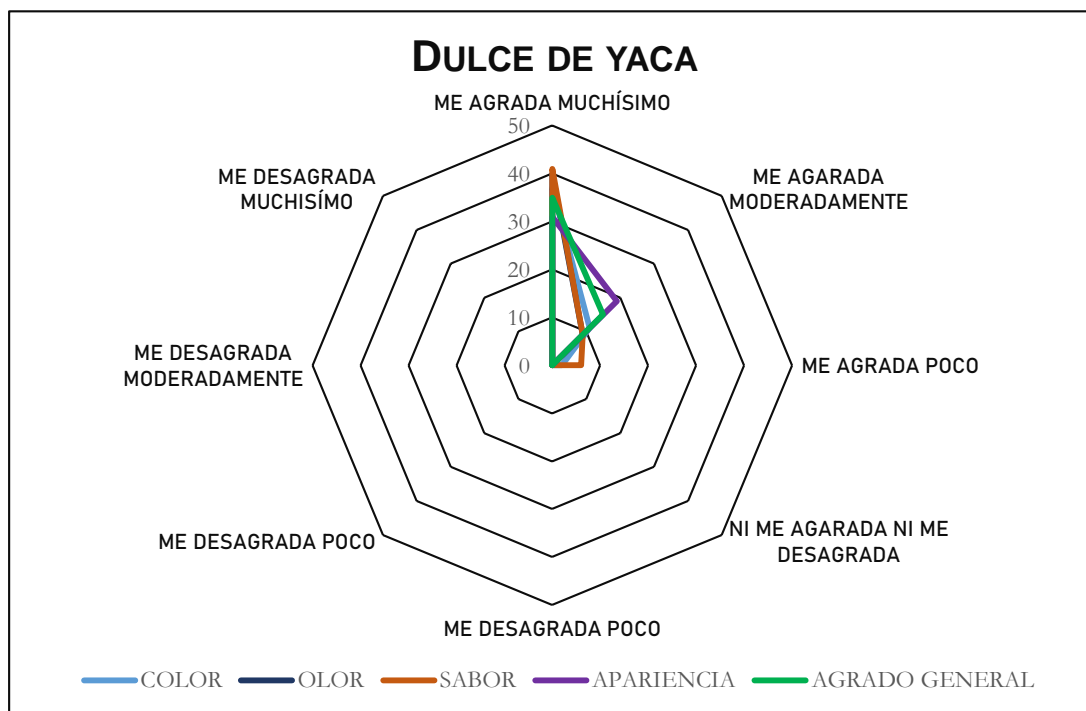 DULCE DE YACA
ME AGRADA MUCHÍSIMO
50
40
30
20
10
0
ME AGARADA
MODERADAMENTE
ME AGRADA POCO
NI ME AGARADA NI ME
DESAGRADA
ME DESAGRADA POCO
ME DESAGRADA POCO
ME DESAGRADA
MODERADAMENTE
ME DESAGRADA
MUCHISÍMO
COLOR OLOR SABOR APARIENCIA AGRADO GENERAL